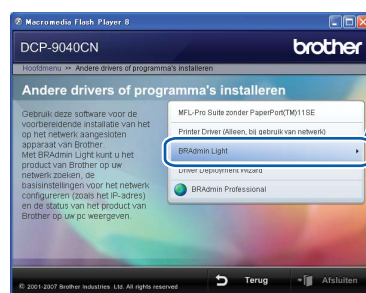 Macromedia Flash Player 8
DCP-9040CN
brother
Hoofdmenu >> Andere drivers of programma's installeren
Andere drivers of programma's installeren
Gebruik deze software voor de
voorbereidende installatie van het
op het netwerk aangesloten
apparaat van Brother.
Met BRAdmin Light kunt u het
product van Brother op uw
netwerk zoeken, de
basisinstellingen voor het netwerk
configureren (zoals het IP-adres)
en de status van het product van
Brother op uw pc weergeven.
MFL-Pro Suite zonder PaperPort(TM)11SE
Printer Driver (Alleen, bij gebruik van netwerk)
BRAdmin Light
Driver Deployment Wizard
BRAdmin Professional
© 2001-2007 Brother Industries Ltd. All rights reserved
Terug
Afsluiten